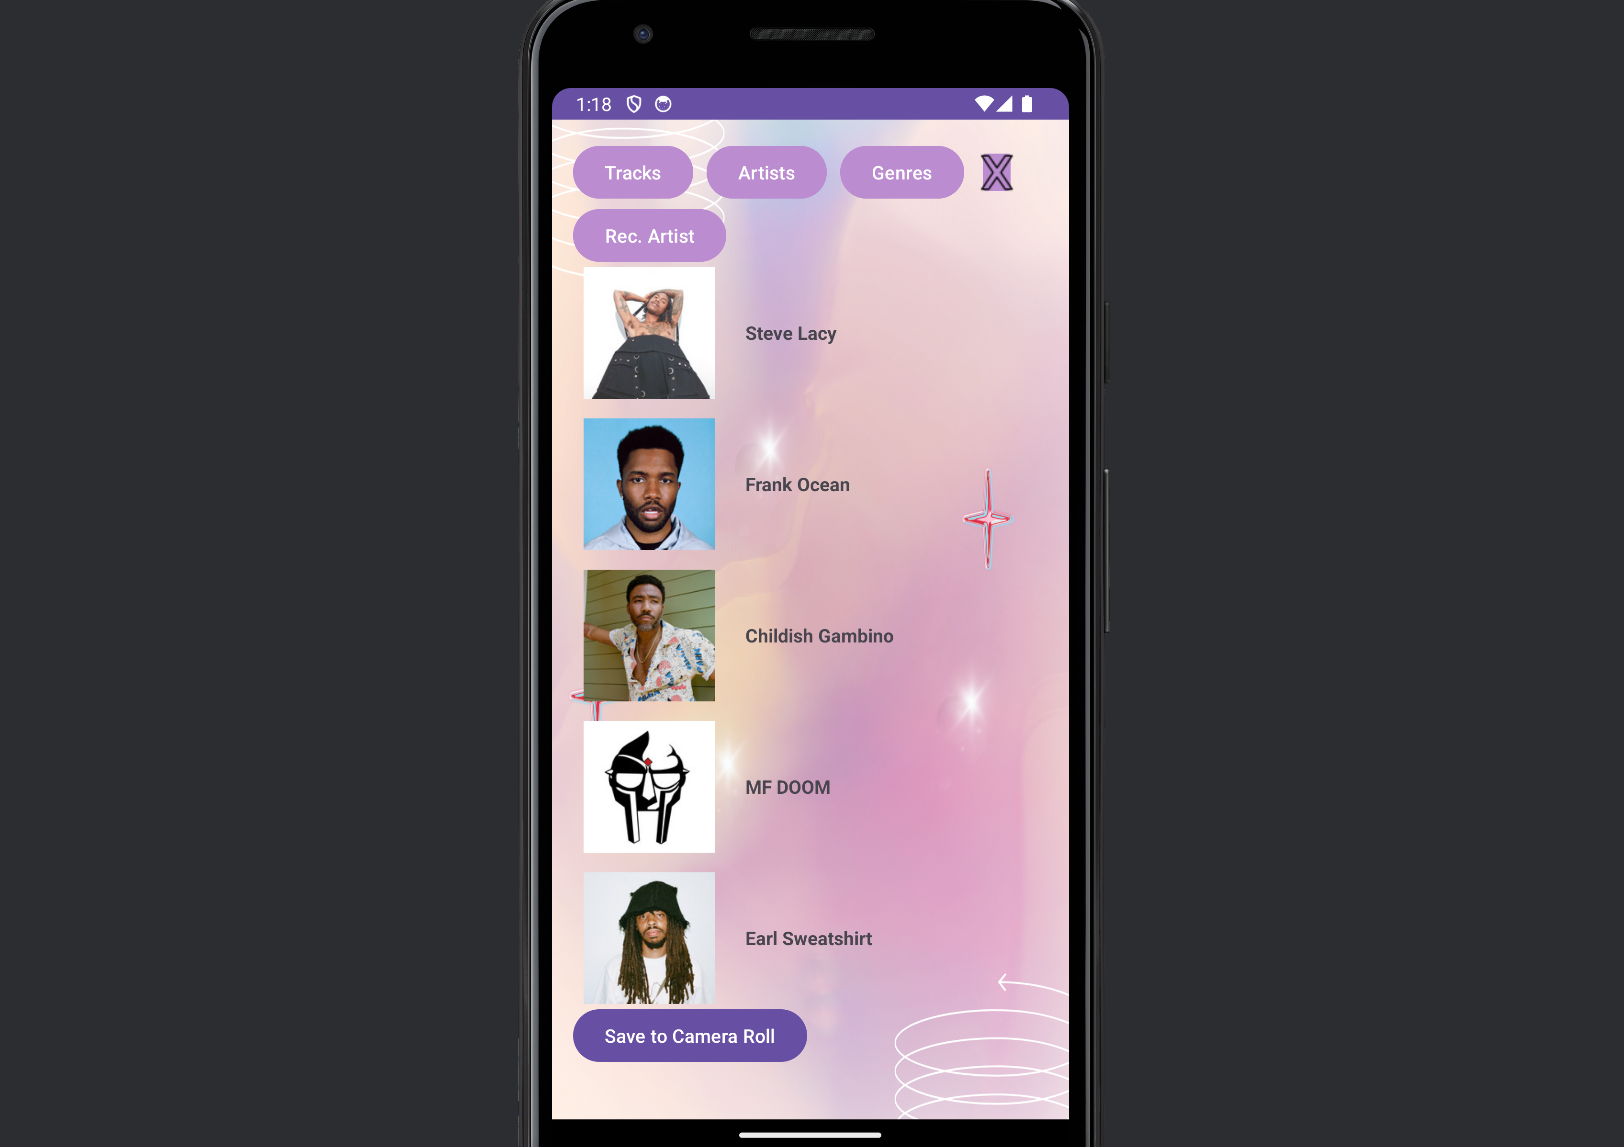 1:18
Tracks
Artists
Genres
X
Rec. Artist
Steve Lacy
Frank Ocean
Childish Gambino
MF DOOM
Earl Sweatshirt
Save to Camera Roll